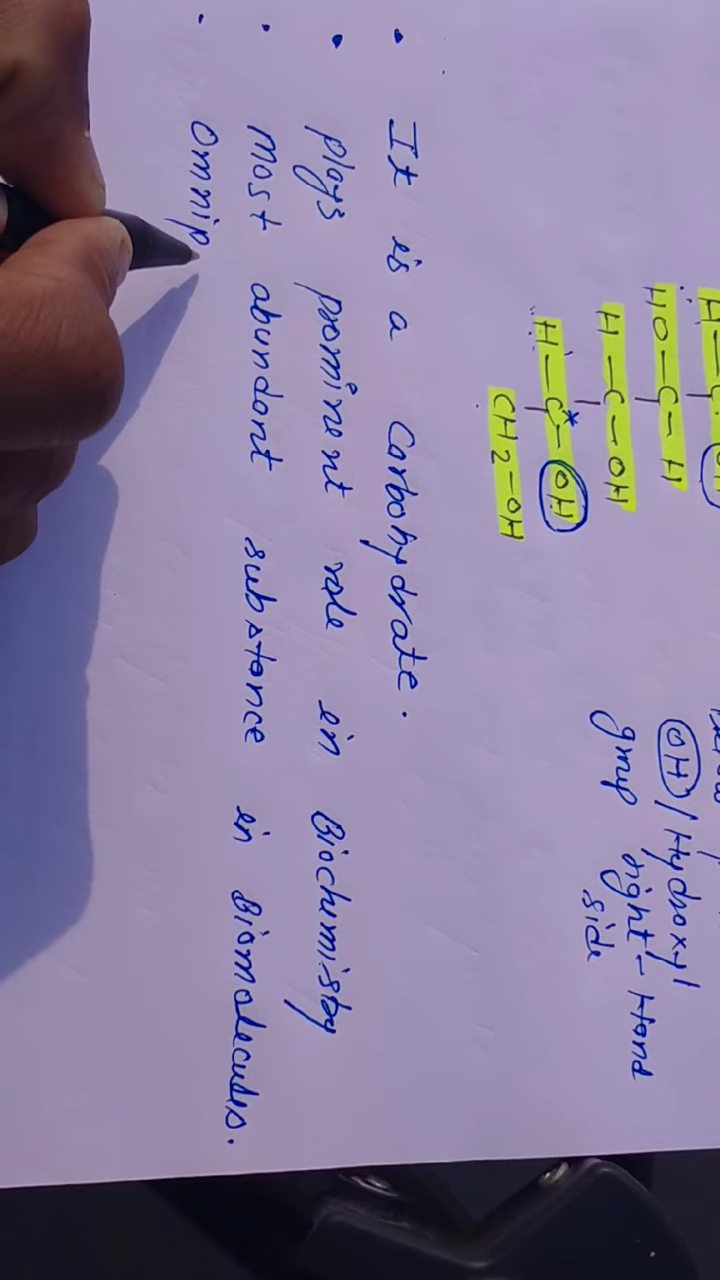 HO-C-H
H-C-OH
H-C*-OH
CH2-OH
OH/Hydroxyl
group right-Hand
side
• It is a Carbohydrate.
• plays prominent role in Biochemistry
• most abundant substance in Biomolecules.
• omnip